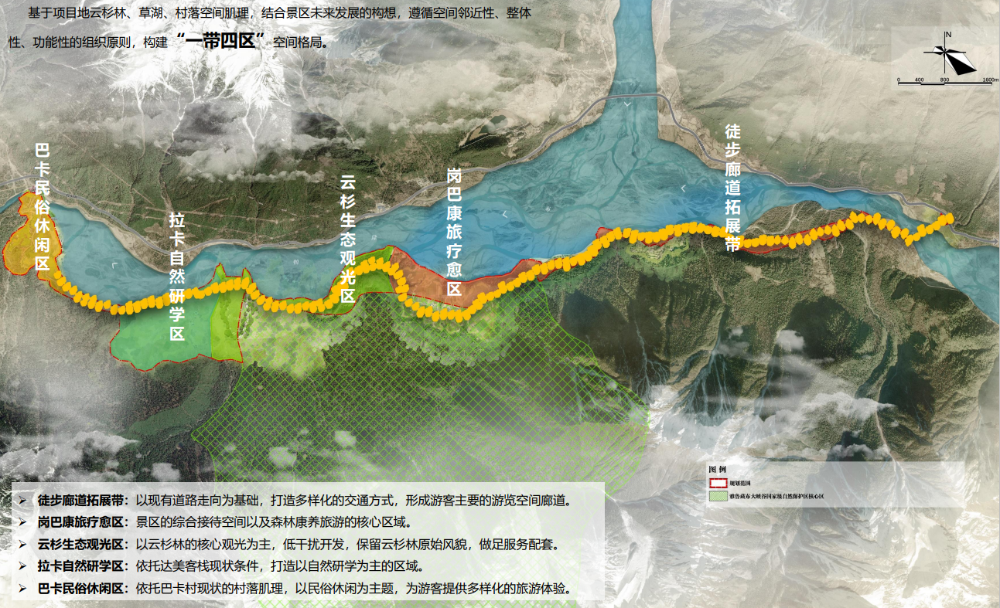 基于项目地云杉林、草湖、村落空间肌理，结合景区未来发展的构想，遵循空间邻近性、整体
性、功能性的组织原则，构建“一带四区”空间格局。
N
0 400 800 1600m
巴卡民俗休闲区
拉卡自然研学区
云杉生态观光区
岗巴康旅疗愈区
徒步廊道拓展带
图 例
规划范围
雅鲁藏布大峡谷国家级自然保护区核心区
➢ 徒步廊道拓展带：以现有道路走向为基础，打造多样化的交通方式，形成游客主要的游览空间廊道。
➢ 岗巴康旅疗愈区：景区的综合接待空间以及森林康养旅游的核心区域。
➢ 云杉生态观光区：以云杉林的核心观光为主，低干扰开发，保留云杉林原始风貌，做足服务配套。
➢ 拉卡自然研学区：依托达美客栈现状条件，打造以自然研学为主的区域。
➢ 巴卡民俗休闲区：依托巴卡村现状的村落肌理，以民俗休闲为主题，为游客提供多样化的旅游体验。